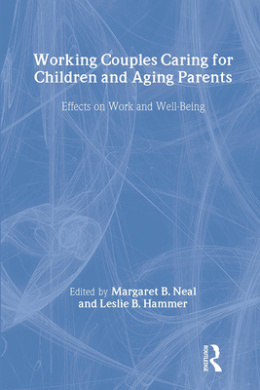 Working Couples Caring for
Children and Aging Parents
Effects on Work and Well-Being
Edited by Margaret B. Neal
and Leslie B. Hammer
ROUTLEDGE